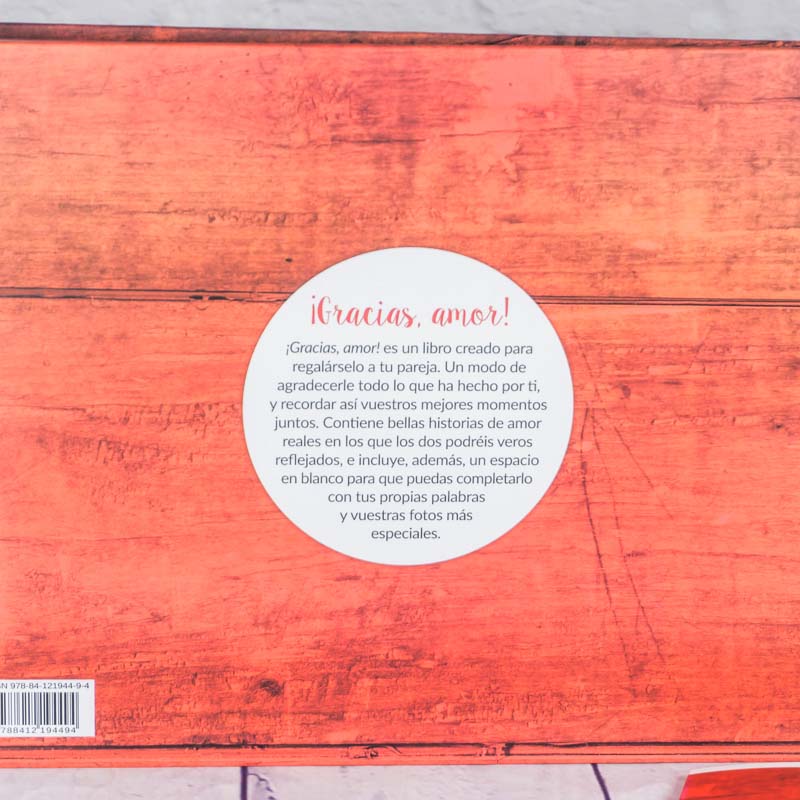 ¡Gracias, amor!
¡Gracias, amor! es un libro creado para
regalárselo a tu pareja. Un modo de
agradecerle todo lo que ha hecho por ti,
y recordar así vuestros mejores momentos
juntos. Contiene bellas historias de amor
reales en los que los dos podréis veros
reflejados, e incluye, además, un espacio
en blanco para que puedas completarlo
con tus propias palabras
y vuestras fotos más
especiales.
BN 978-84-121944-9-4
788412 194494